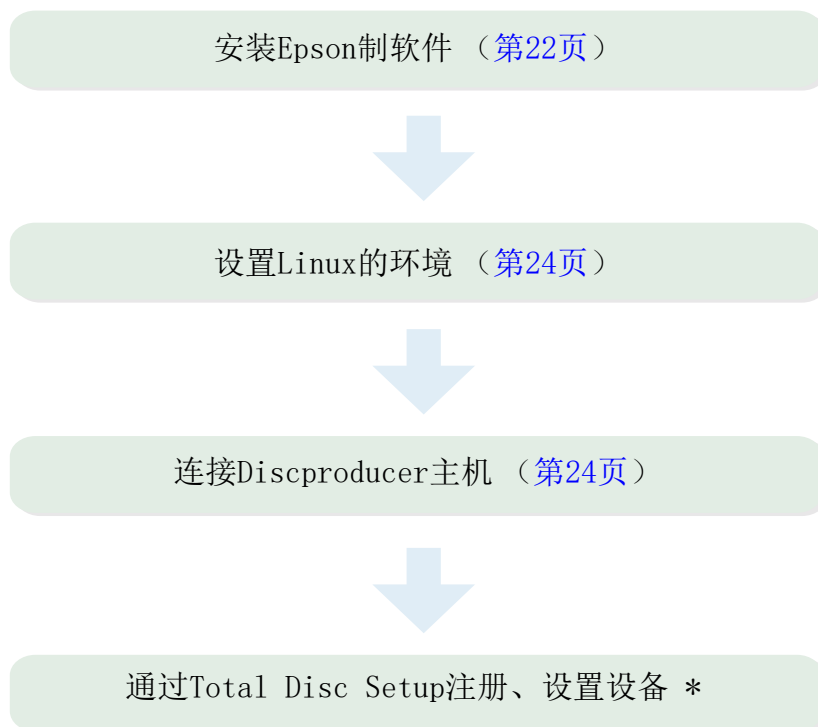 安装Epson制软件 （第22页）
设置Linux的环境 （第24页）
连接Discproducer主机 （第24页）
通过Total Disc Setup注册、设置设备 *